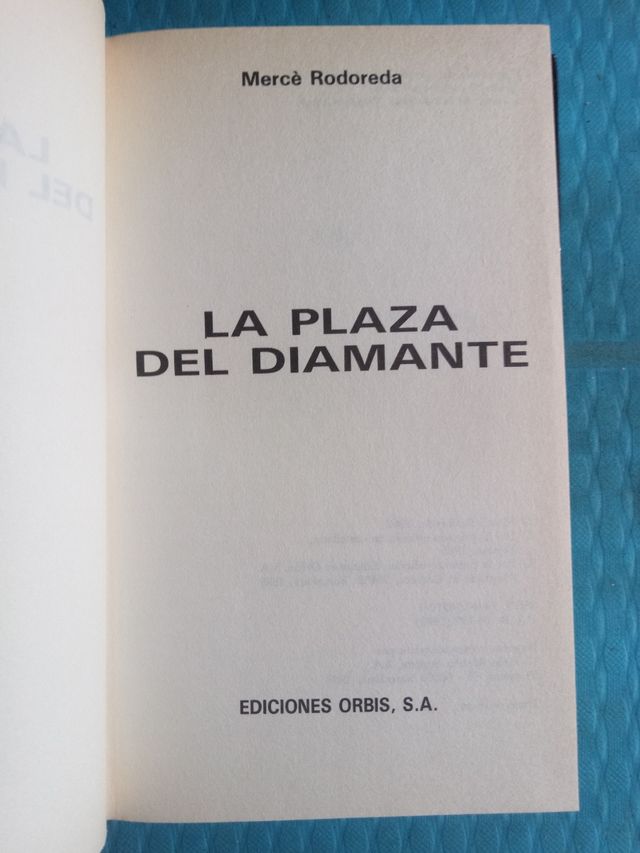 Mercè Rodoreda
LA PLAZA
DEL DIAMANTE
EDICIONES ORBIS, S.A.